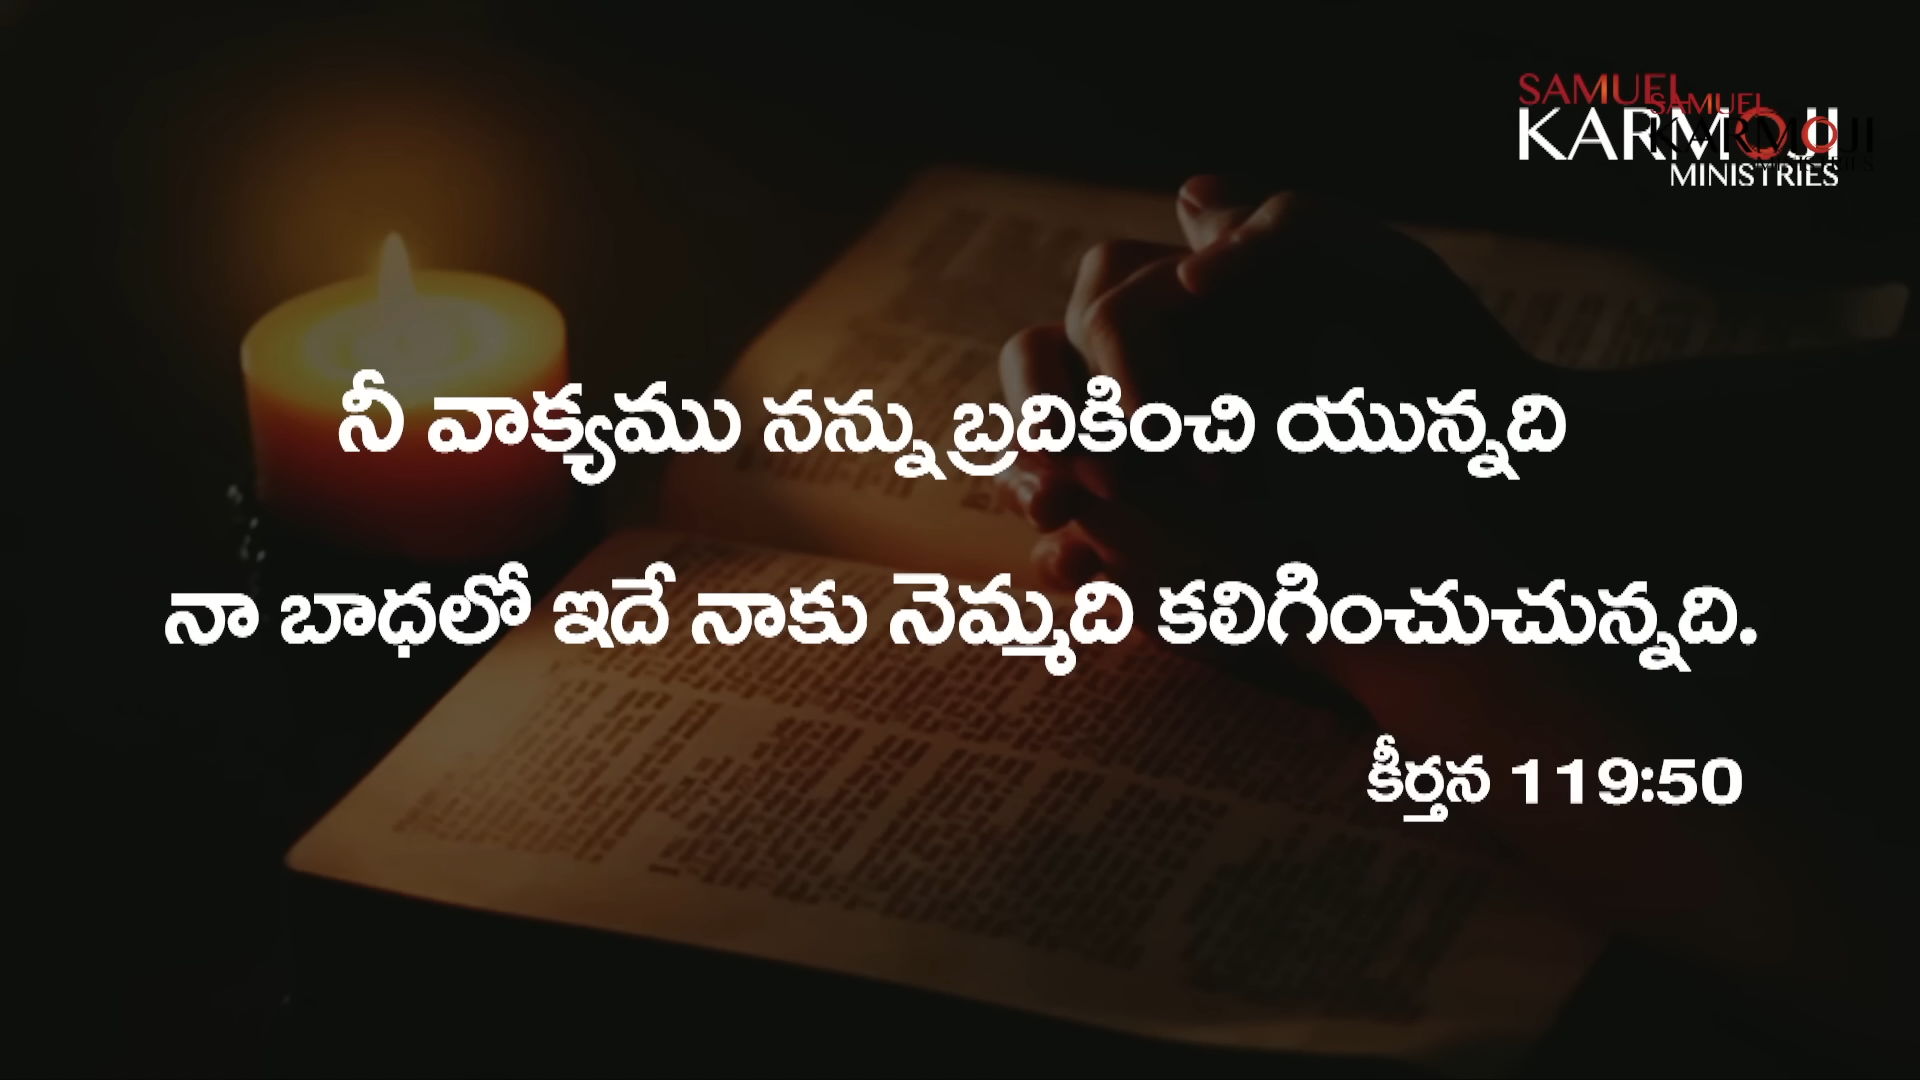 SAMUEL
KARMOJI
MINISTRIES
నీ వాక్యము నన్ను బ్రదికించి యున్నది
నా బాధలో ఇదే నాకు నెమ్మది కలిగించుచున్నది.
కీర్తన 119:50